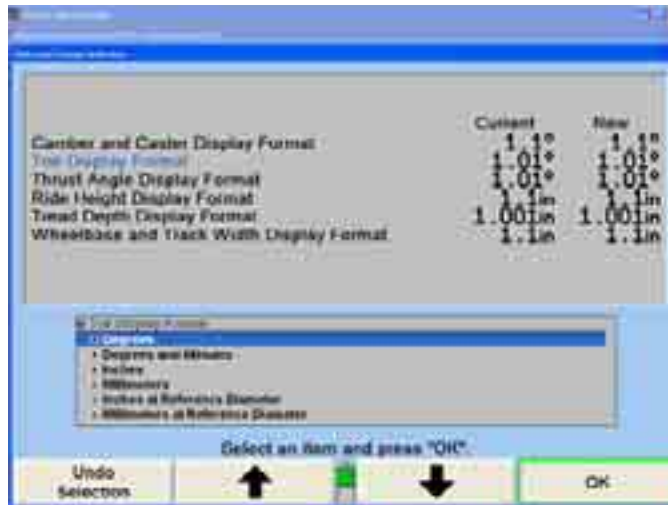 Current New
Camber and Caster Display Format 1.1° 1.1°
Toe Display Format 1.01° 1.01°
Thrust Angle Display Format 1.01° 1.01°
Ride Height Display Format 1.1in 1.1in
Tread Depth Display Format 1.001in 1.001in
Wheelbase and Track Width Display Format 1.1in 1.1in
Toe Display Format
Degrees
Degrees and Minutes
Inches
Millimeters
Inches at Reference Diameter
Millimeters at Reference Diameter
Select an item and press "OK".
Undo
Selection
OK